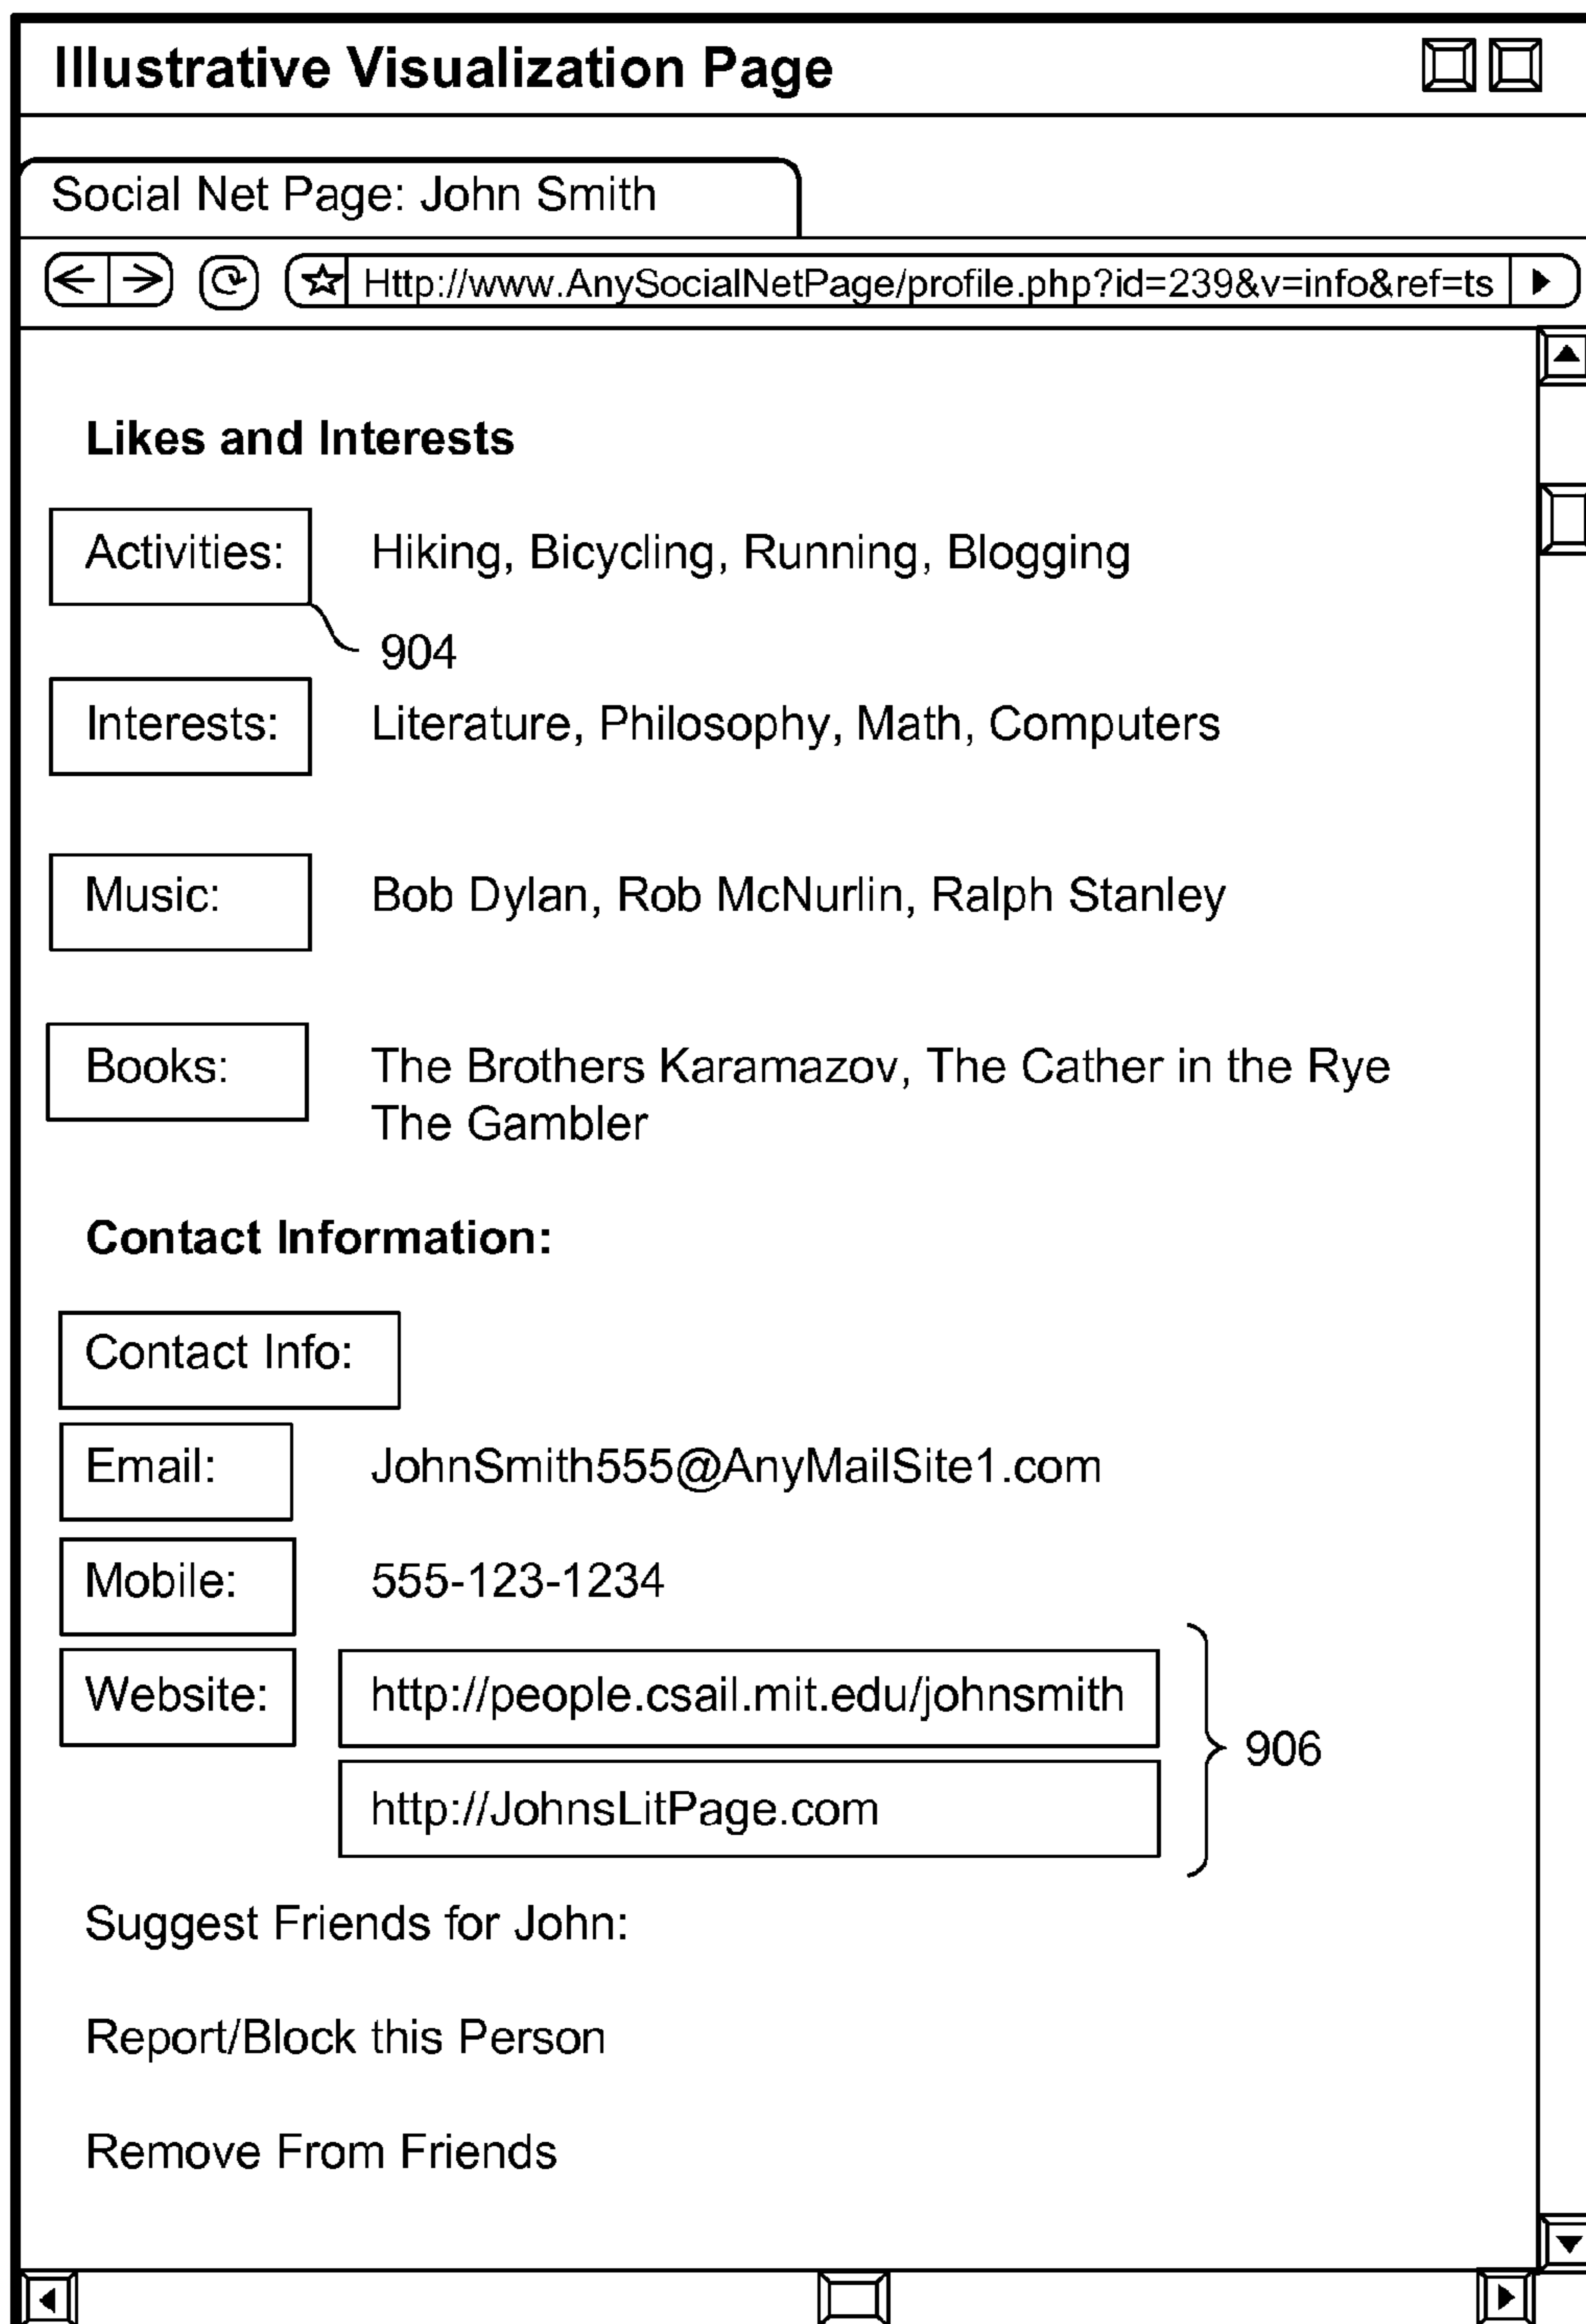 Illustrative Visualization Page
Social Net Page: John Smith
Http://www.AnySocialNetPage/profile.php?id=239&v=info&ref=ts
Likes and Interests
Activities: Hiking, Bicycling, Running, Blogging
904
Interests: Literature, Philosophy, Math, Computers
Music: Bob Dylan, Rob McNurlin, Ralph Stanley
Books: The Brothers Karamazov, The Cather in the Rye
The Gambler
Contact Information:
Contact Info:
Email: JohnSmith555@AnyMailSite1.com
Mobile: 555-123-1234
Website: http://people.csail.mit.edu/johnsmith
906
http://JohnsLitPage.com
Suggest Friends for John:
Report/Block this Person
Remove From Friends